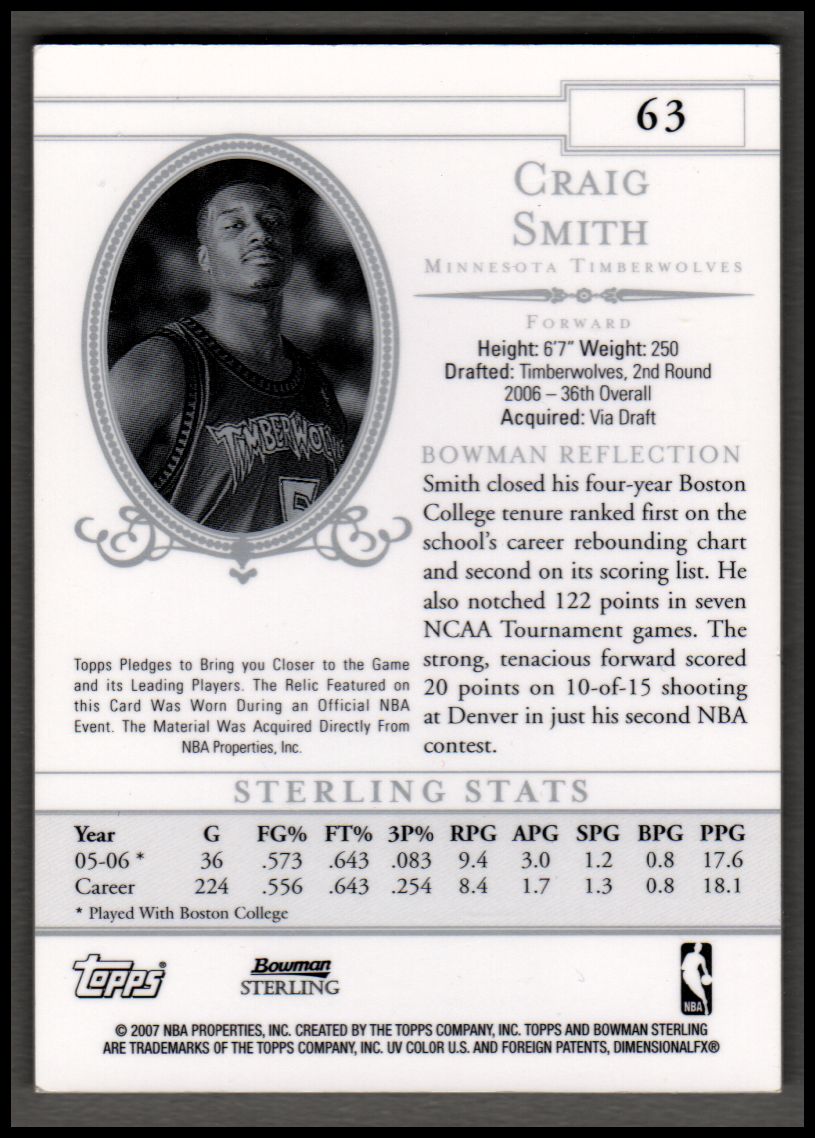 63
CRAIG
SMITH
MINNESOTA TIMBERWOLVES
FORWARD
Height: 6'7" Weight: 250
Drafted: Timberwolves, 2nd Round
2006 – 36th Overall
Acquired: Via Draft
BOWMAN REFLECTION
Smith closed his four-year Boston
College tenure ranked first on the
school's career rebounding chart
and second on its scoring list. He
also notched 122 points in seven
NCAA Tournament games. The
strong, tenacious forward scored
20 points on 10-of-15 shooting
at Denver in just his second NBA
contest.
TIMBERWOLVES
5
Topps Pledges to Bring you Closer to the Game
and its Leading Players. The Relic Featured on
this Card Was Worn During an Official NBA
Event. The Material Was Acquired Directly From
NBA Properties, Inc.
STERLING STATS
Year G FG% FT% 3P% RPG APG SPG BPG PPG
05-06 * 36 .573 .643 .083 9.4 3.0 1.2 0.8 17.6
Career 224 .556 .643 .254 8.4 1.7 1.3 0.8 18.1
* Played With Boston College
Topps®
Bowman
STERLING
NBA
© 2007 NBA PROPERTIES, INC. CREATED BY THE TOPPS COMPANY, INC. TOPPS AND BOWMAN STERLING
ARE TRADEMARKS OF THE TOPPS COMPANY, INC. UV COLOR U.S. AND FOREIGN PATENTS, DIMENSIONALFX®